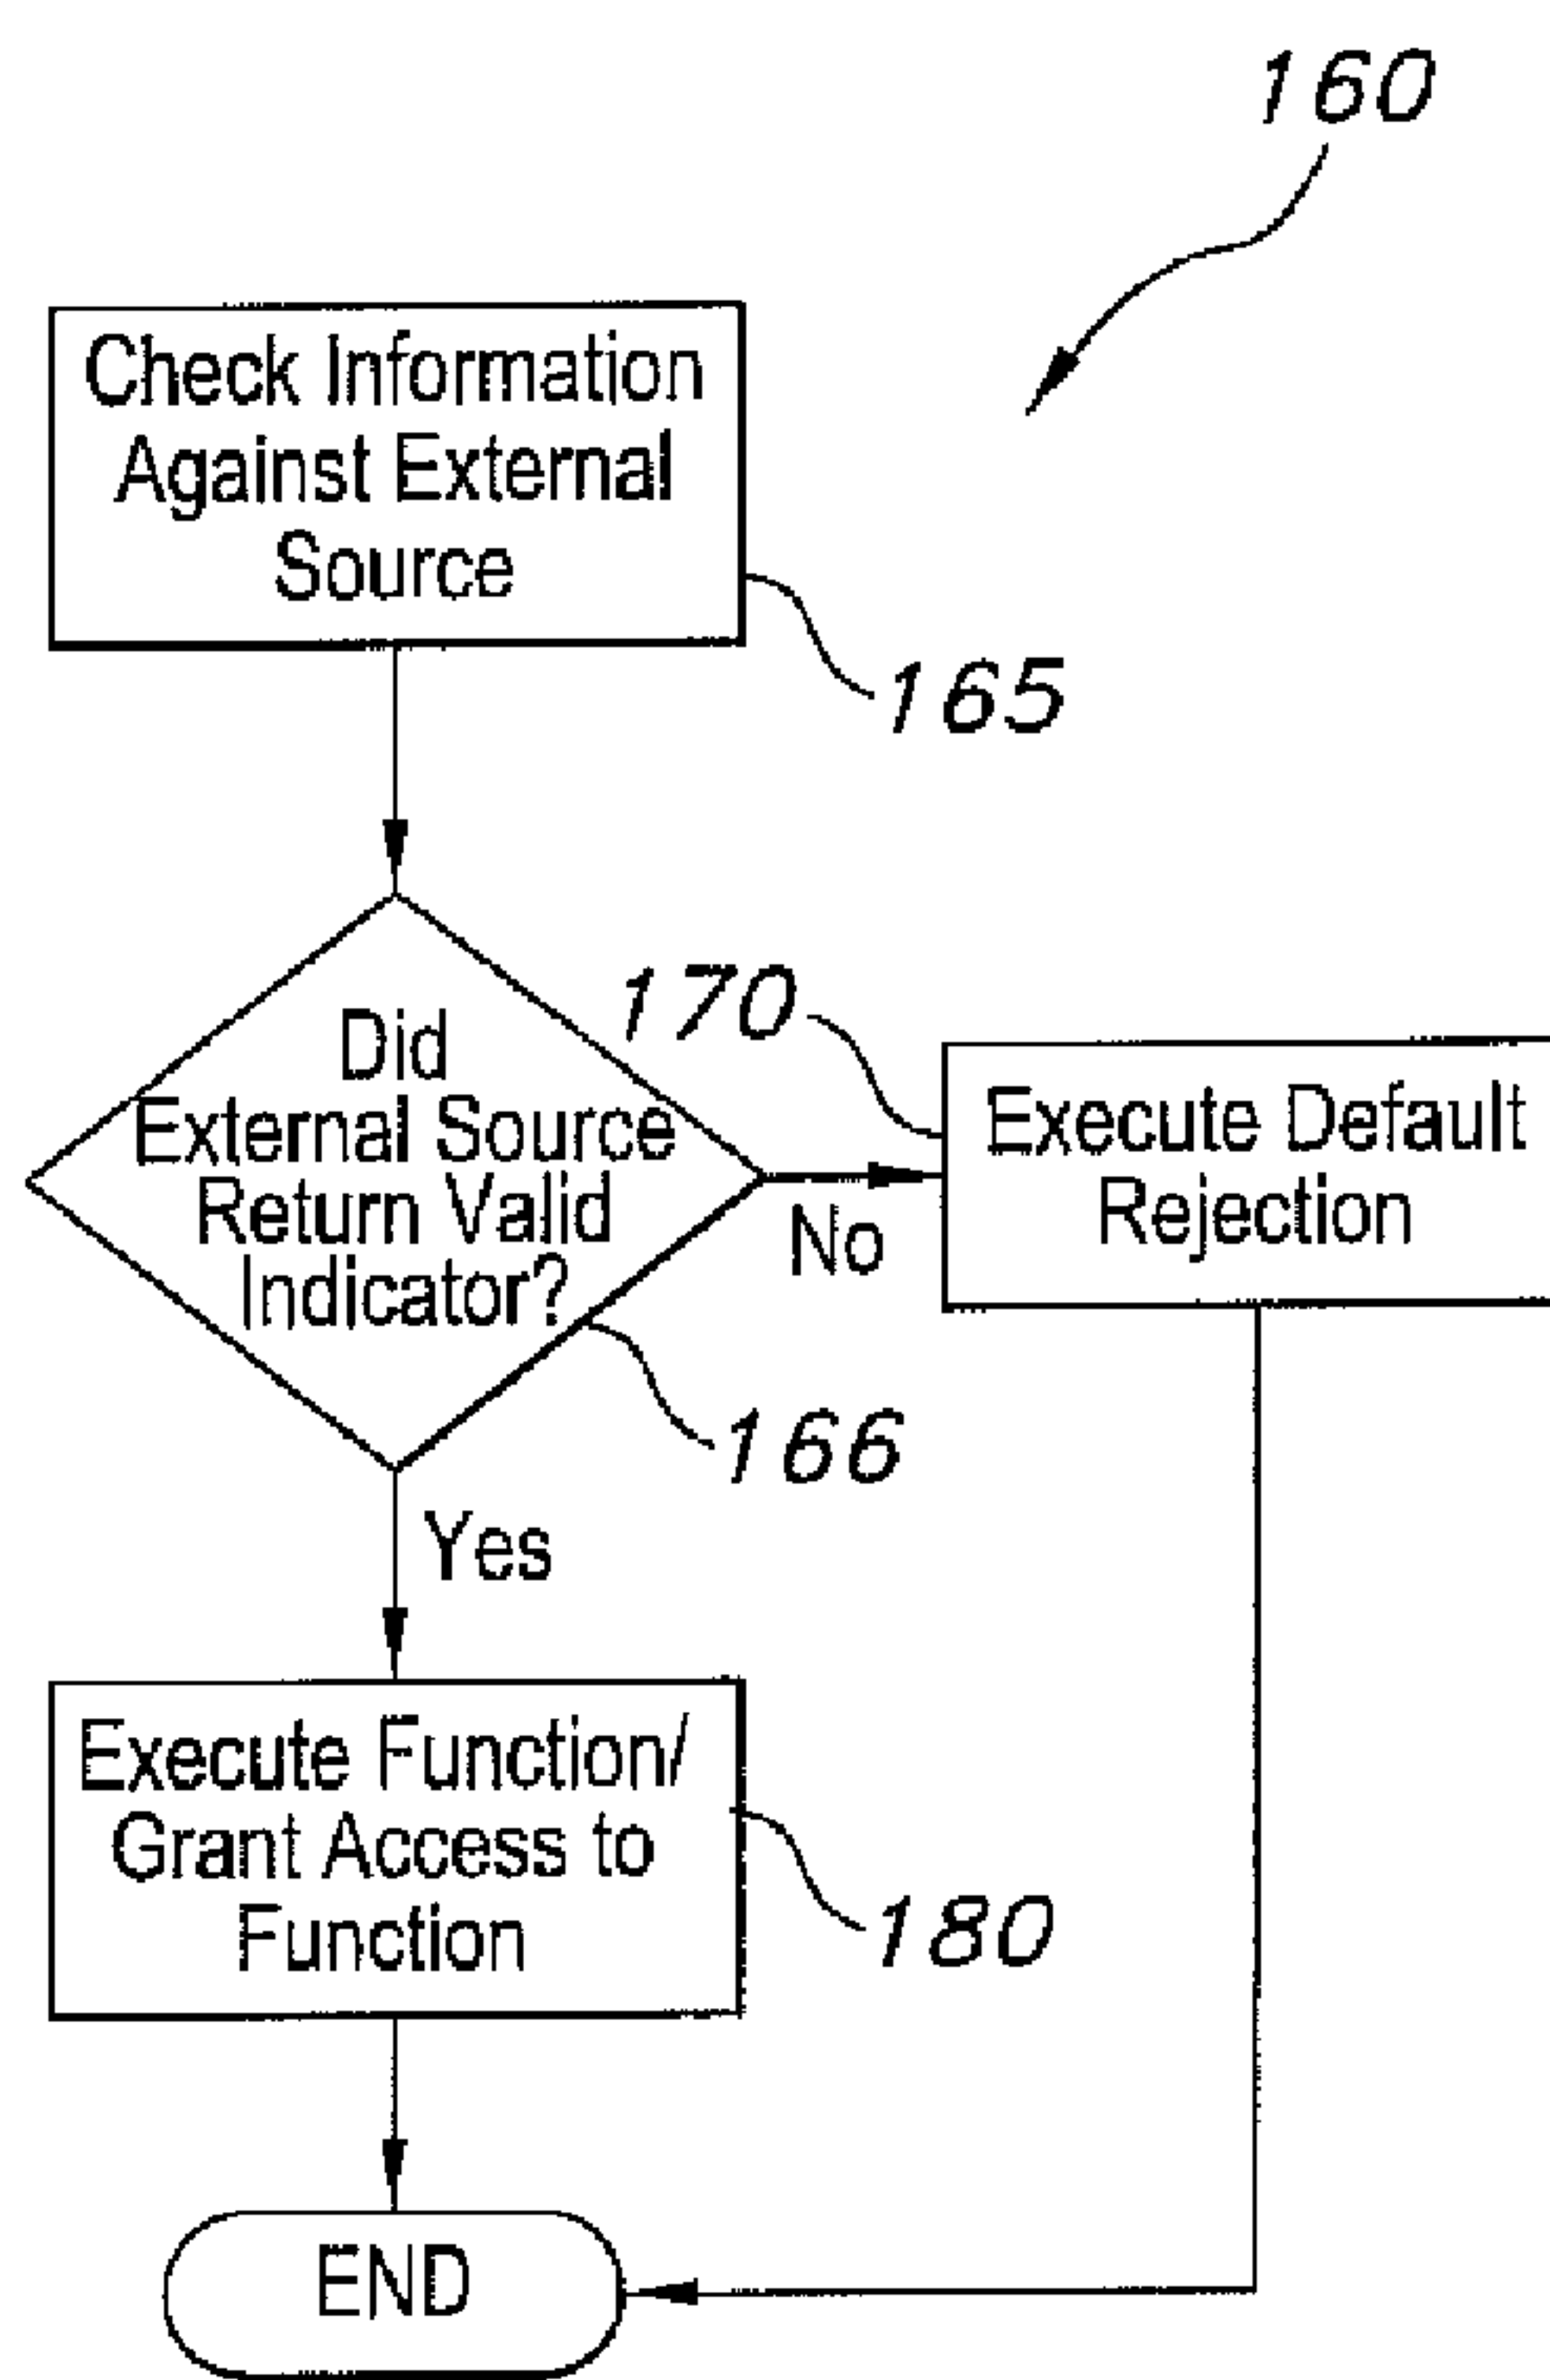 160
Check Information
Against External
Source
165
Did
External Source
Return Valid
Indicator?
166
170
Execute Default
Rejection
No
Yes
Execute Function/
Grant Access to
Function
180
END